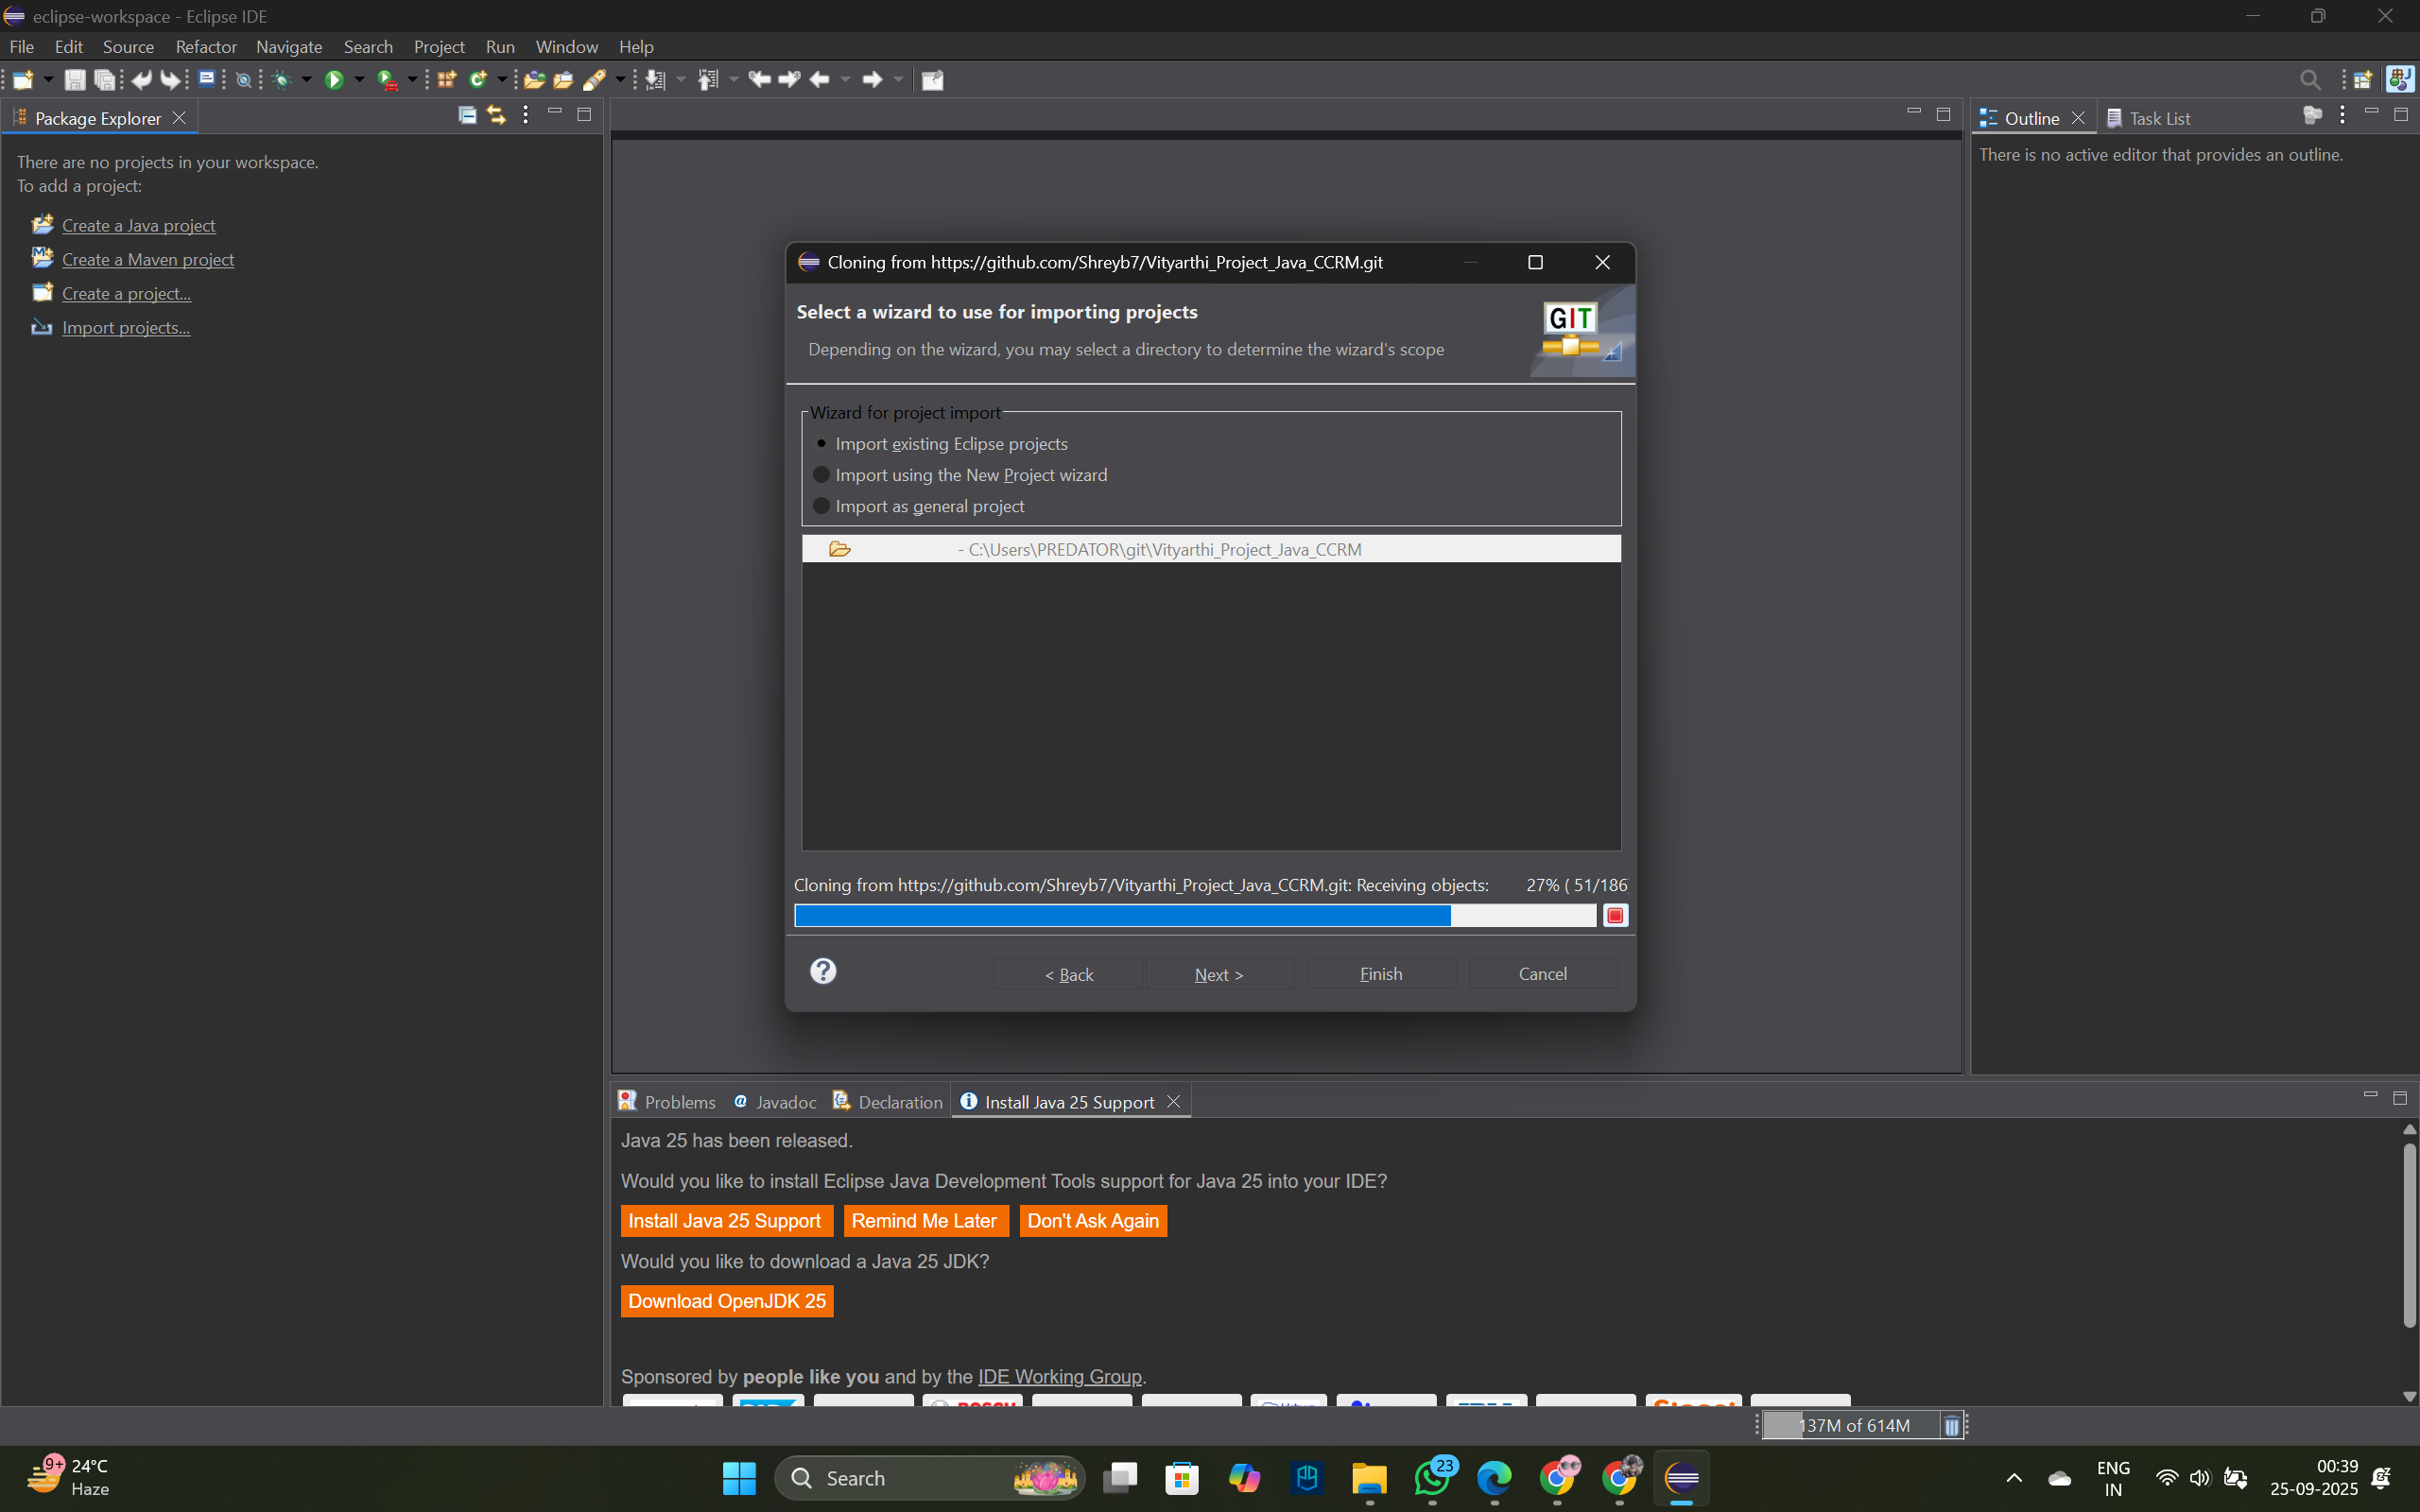 eclipse-workspace - Eclipse IDE
File Edit Source Refactor Navigate Search Project Run Window Help
Package Explorer
There are no projects in your workspace.
To add a project:
Create a Java project
Create a Maven project
Create a project...
Import projects...
Outline Task List
There is no active editor that provides an outline.
Cloning from https://github.com/Shreyb7/Vityarthi_Project_Java_CCRM.git
Select a wizard to use for importing projects
Depending on the wizard, you may select a directory to determine the wizard's scope
GIT
Wizard for project import
Import existing Eclipse projects
Import using the New Project wizard
Import as general project
- C:\Users\PREDATOR\git\Vityarthi_Project_Java_CCRM
Cloning from https://github.com/Shreyb7/Vityarthi_Project_Java_CCRM.git: Receiving objects: 27% ( 51/186
< Back Next > Finish Cancel
Problems Javadoc Declaration Install Java 25 Support
Java 25 has been released.
Would you like to install Eclipse Java Development Tools support for Java 25 into your IDE?
Install Java 25 Support Remind Me Later Don't Ask Again
Would you like to download a Java 25 JDK?
Download OpenJDK 25
Sponsored by people like you and by the IDE Working Group.
137M of 614M
9+ 24°C
Haze
Search
23
ENG
IN
00:39
25-09-2025